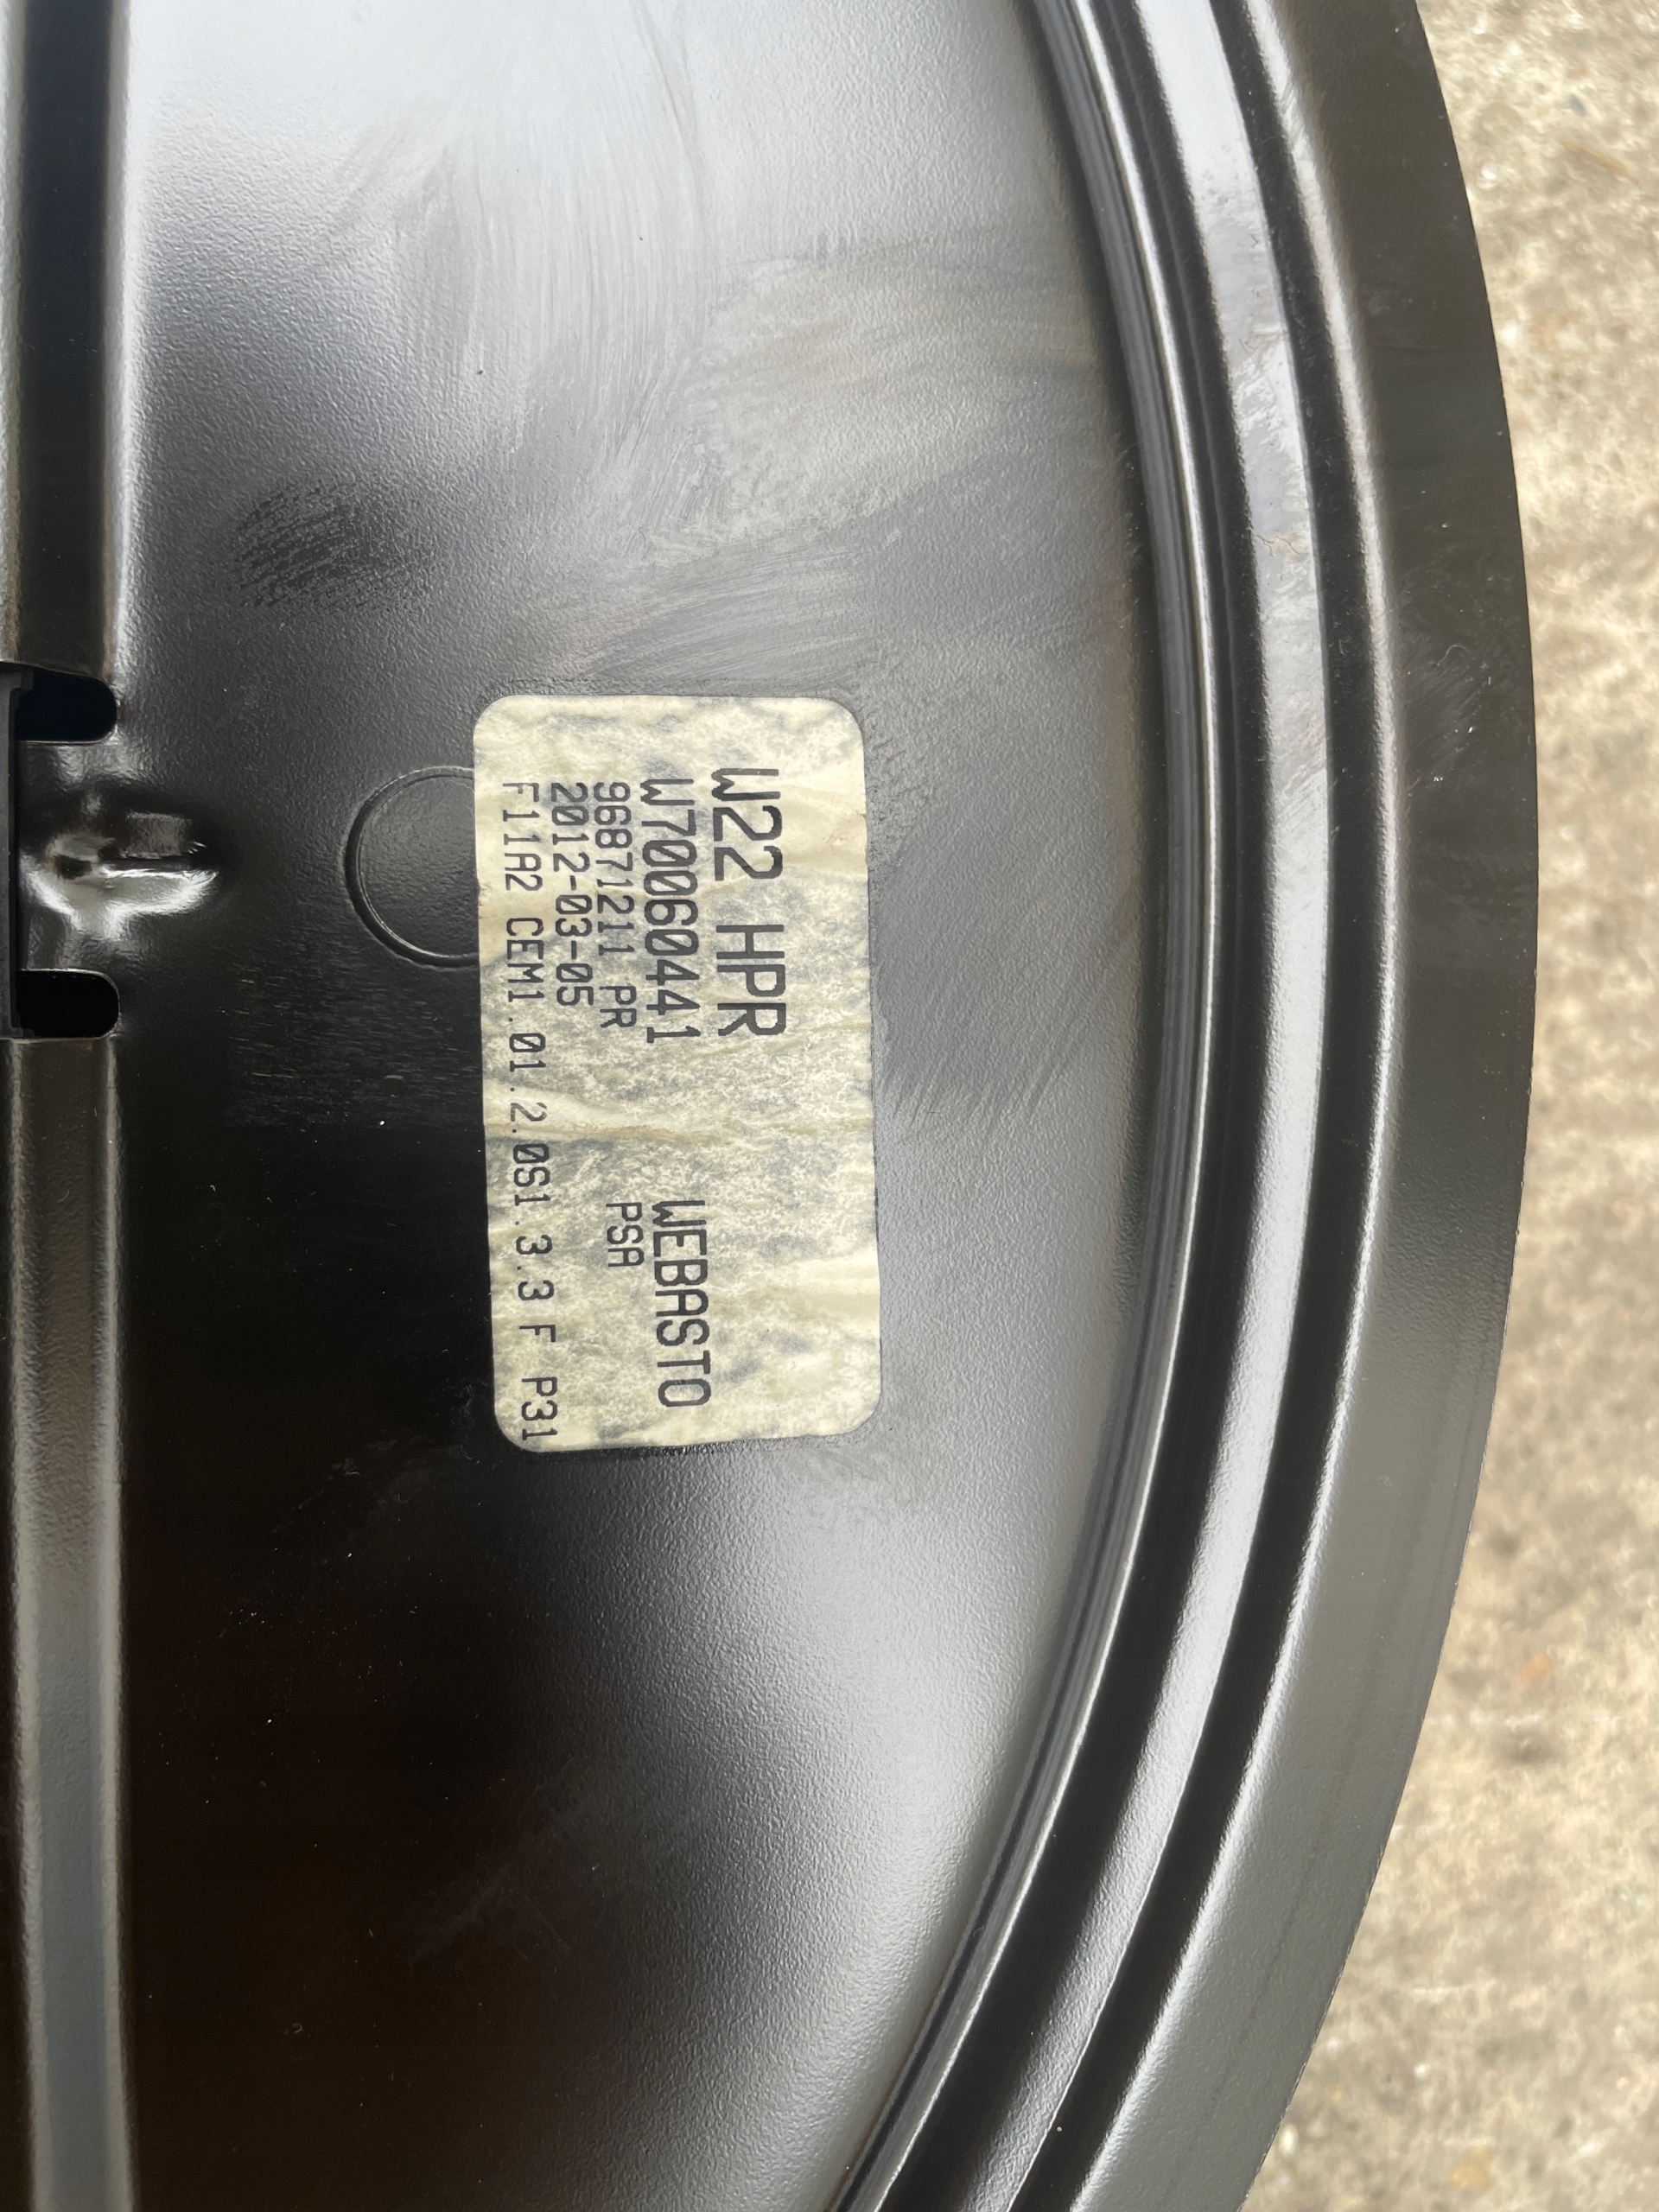 W22 HPR
W70060441 WEBASTO
96871211 PR PSA
2012-03-05
F11A2 CEM1.01.2.0S1.3.3 F P31